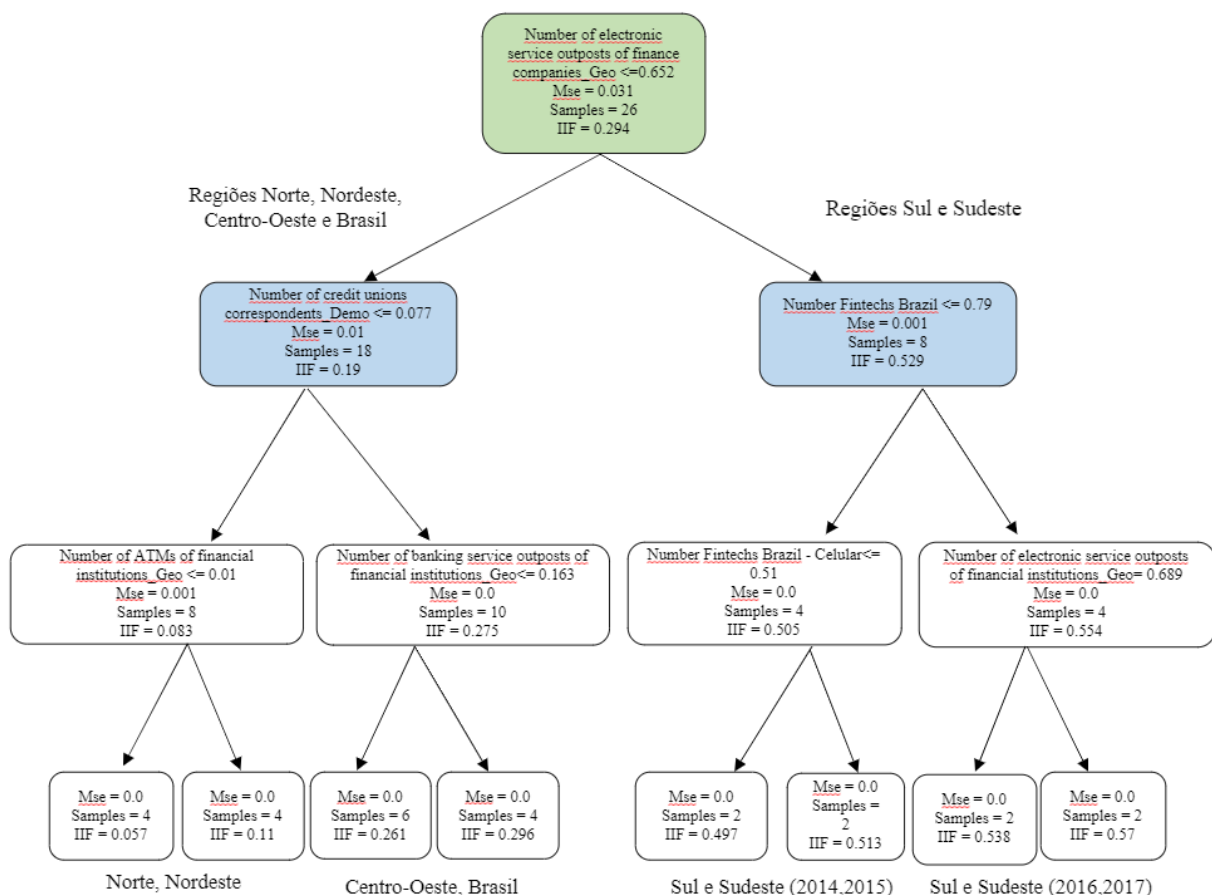 Number of electronic
service outposts of finance
companies_Geo <=0.652
Mse = 0.031
Samples = 26
IIF = 0.294
Regiões Norte, Nordeste,
Centro-Oeste e Brasil
Regiões Sul e Sudeste
Number of credit unions
correspondents_Demo <= 0.077
Mse = 0.01
Samples = 18
IIF = 0.19
Number Fintechs Brazil <= 0.79
Mse = 0.001
Samples = 8
IIF = 0.529
Number of ATMs of financial
institutions_Geo <= 0.01
Mse = 0.001
Samples = 8
IIF = 0.083
Number of banking service outposts of
financial institutions_Geo<= 0.163
Mse = 0.0
Samples = 10
IIF = 0.275
Number Fintechs Brazil - Celular<=
0.51
Mse = 0.0
Samples = 4
IIF = 0.505
Number of electronic service outposts
of financial institutions_Geo= 0.689
Mse = 0.0
Samples = 4
IIF = 0.554
Mse = 0.0
Samples = 4
IIF = 0.057
Mse = 0.0
Samples = 4
IIF = 0.11
Mse = 0.0
Samples = 6
IIF = 0.261
Mse = 0.0
Samples = 4
IIF = 0.296
Mse = 0.0
Samples = 2
IIF = 0.497
Mse = 0.0
Samples =
2
IIF = 0.513
Mse = 0.0
Samples = 2
IIF = 0.538
Mse = 0.0
Samples = 2
IIF = 0.57
Norte, Nordeste
Centro-Oeste, Brasil
Sul e Sudeste (2014,2015)
Sul e Sudeste (2016,2017)